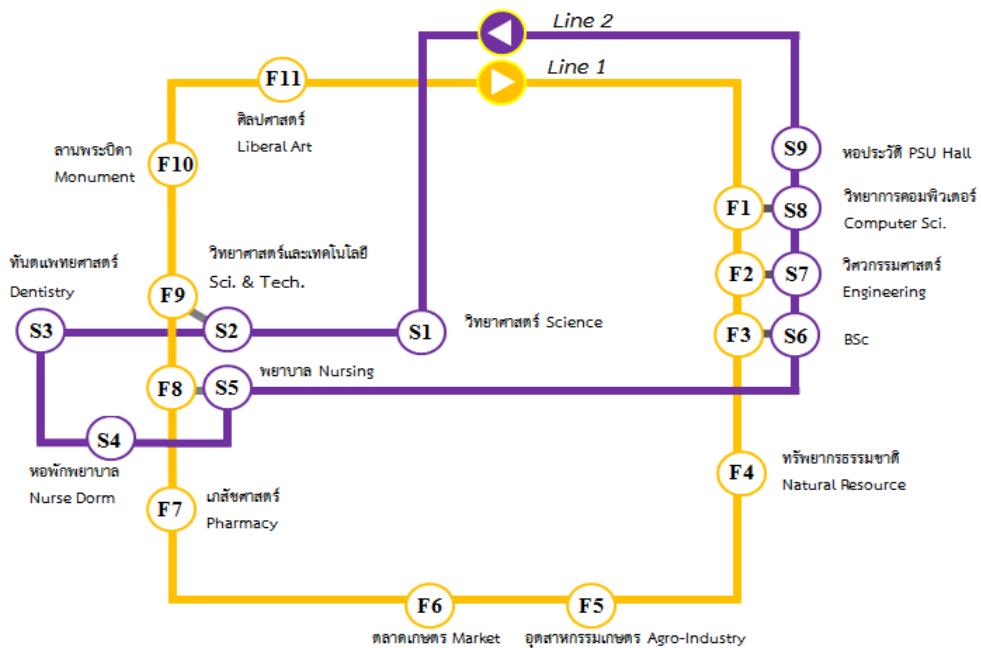 Line 2
Line 1
F11
ศิลปศาสตร์
Liberal Art
ลานพระบิดา
Monument
F10
S9
หอประวัติ PSU Hall
F1
S8
วิทยาการคอมพิวเตอร์
Computer Sci.
ทันตแพทยศาสตร์
Dentistry
วิทยาศาสตร์และเทคโนโลยี
Sci. & Tech.
F9
F2
S7
วิศวกรรมศาสตร์
Engineering
S3
S2
S1
วิทยาศาสตร์ Science
F3
S6
BSc
F8
S5
พยาบาล Nursing
S4
หอพักพยาบาล
Nurse Dorm
F4
ทรัพยากรธรรมชาติ
Natural Resource
F7
เภสัชศาสตร์
Pharmacy
F6
F5
ตลาดเกษตร Market
อุตสาหกรรมเกษตร Agro-Industry